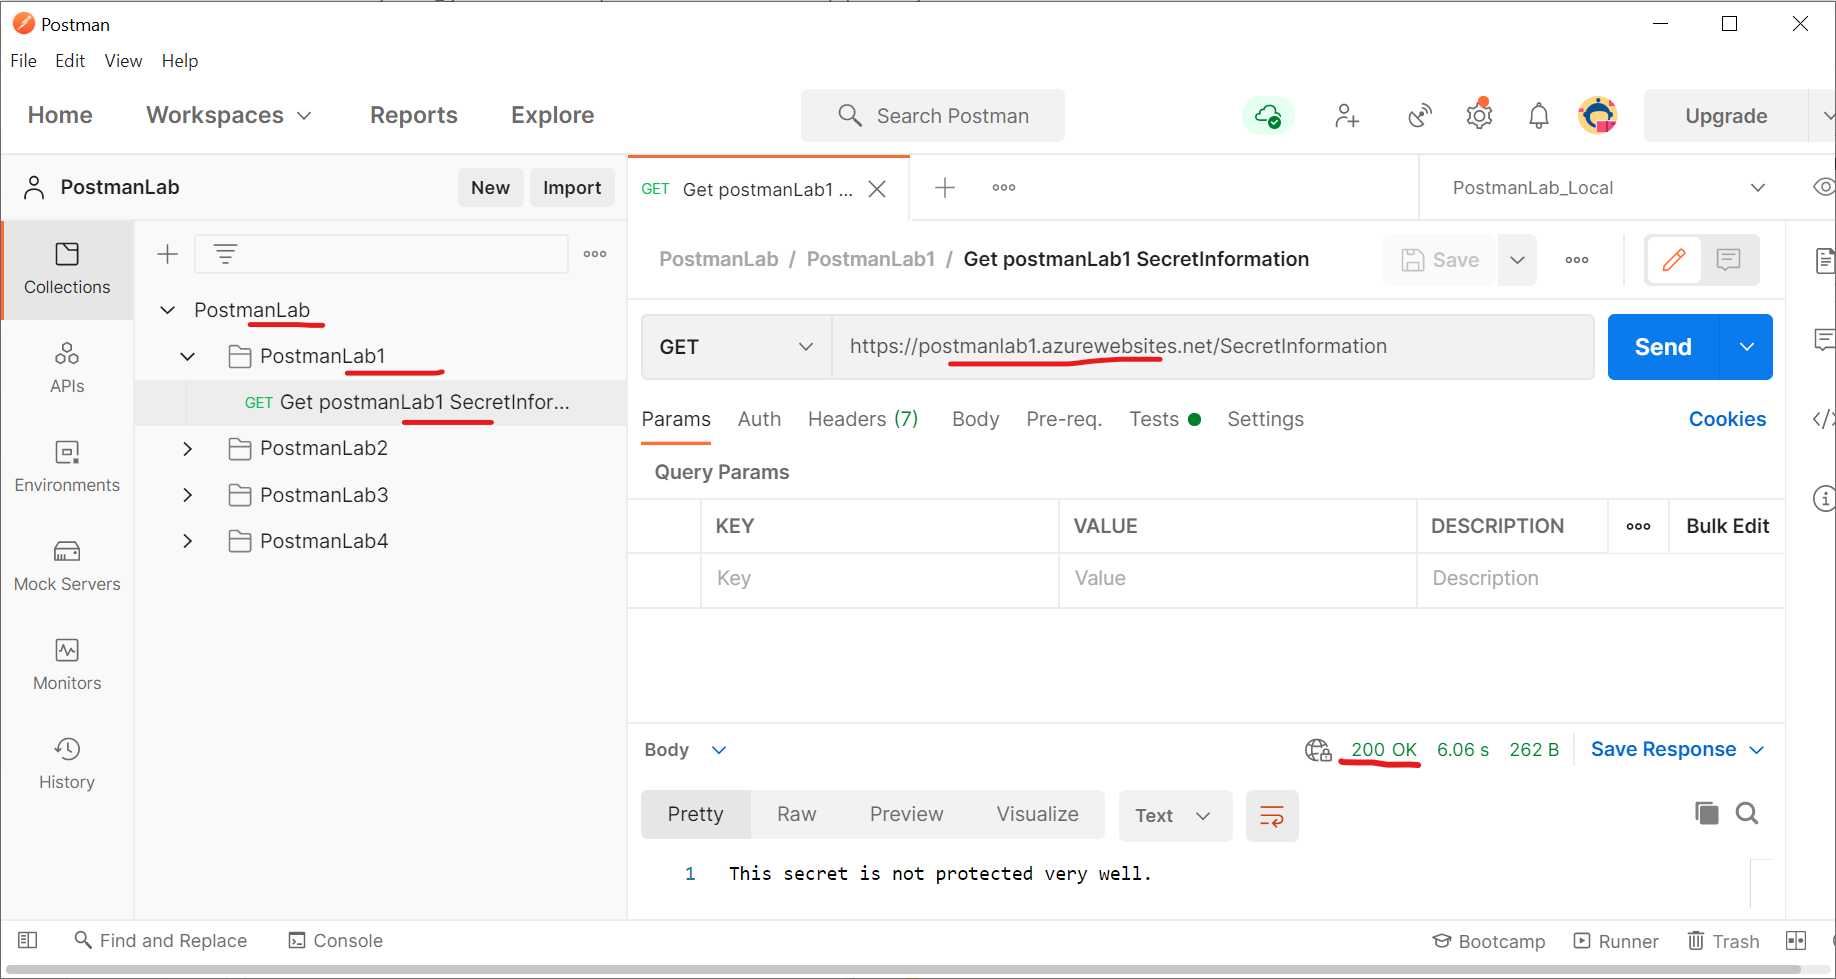 Postman
File Edit View Help
Home Workspaces Reports Explore Search Postman Upgrade
PostmanLab New Import
GET Get postmanLab1 ... PostmanLab_Local
Collections
APIs
Environments
Mock Servers
Monitors
History
PostmanLab
PostmanLab1
GET Get postmanLab1 SecretInfor...
PostmanLab2
PostmanLab3
PostmanLab4
PostmanLab / PostmanLab1 / Get postmanLab1 SecretInformation Save
GET https://postmanlab1.azurewebsites.net/SecretInformation Send
Params Auth Headers (7) Body Pre-req. Tests Settings Cookies
Query Params
KEY VALUE DESCRIPTION Bulk Edit
Key Value Description
Body 200 OK 6.06 s 262 B Save Response
Pretty Raw Preview Visualize Text
1 This secret is not protected very well.
Find and Replace Console Bootcamp Runner Trash